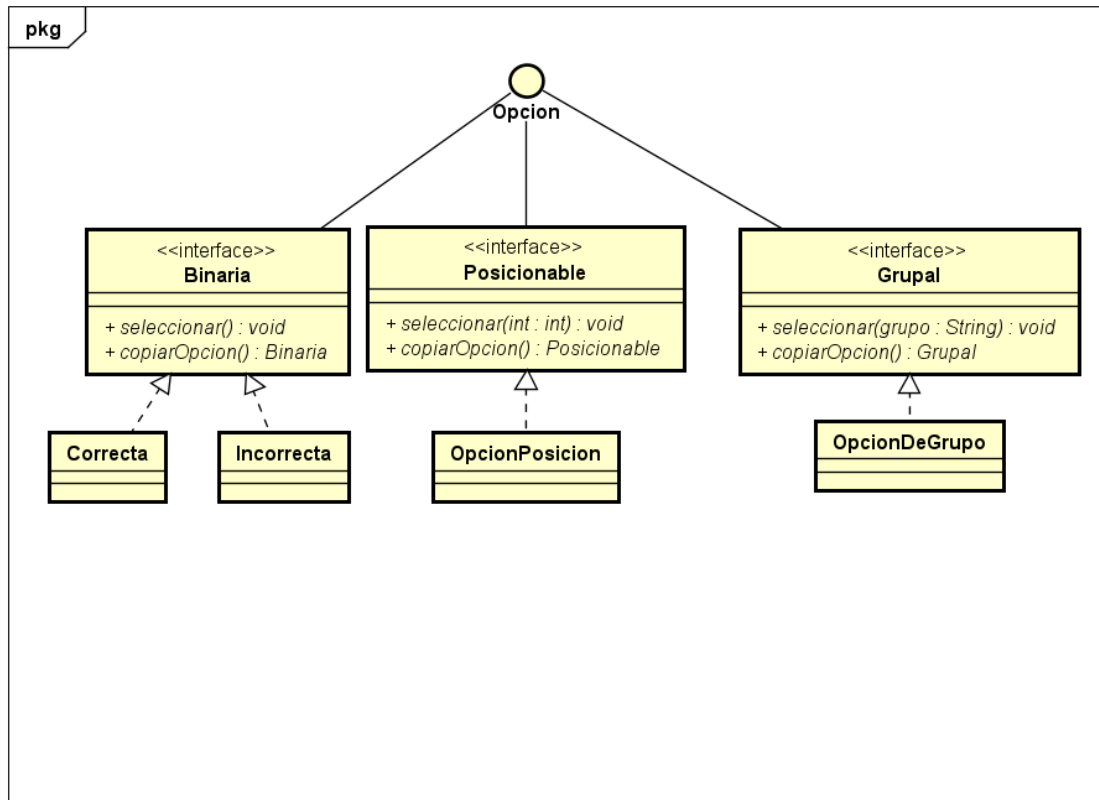 pkg
Opcion
<<interface>>
Binaria
+ seleccionar() : void
+ copiarOpcion() : Binaria
<<interface>>
Posicionable
+ seleccionar(int : int) : void
+ copiarOpcion() : Posicionable
<<interface>>
Grupal
+ seleccionar(grupo : String) : void
+ copiarOpcion() : Grupal
Correcta
Incorrecta
OpcionPosicion
OpcionDeGrupo